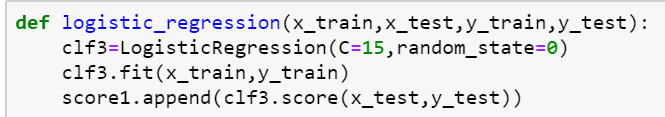 def logistic_regression(x_train,x_test,y_train,y_test):
    clf3=LogisticRegression(C=15,random_state=0)
    clf3.fit(x_train,y_train)
    score1.append(clf3.score(x_test,y_test))